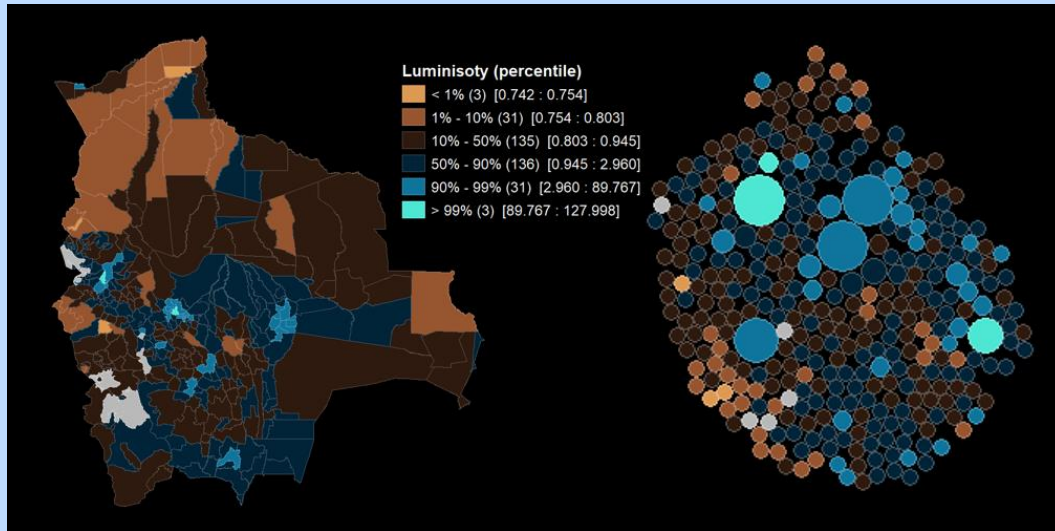 Luminisoty (percentile)
< 1% (3) [0.742 : 0.754]
1% - 10% (31) [0.754 : 0.803]
10% - 50% (135) [0.803 : 0.945]
50% - 90% (136) [0.945 : 2.960]
90% - 99% (31) [2.960 : 89.767]
> 99% (3) [89.767 : 127.998]